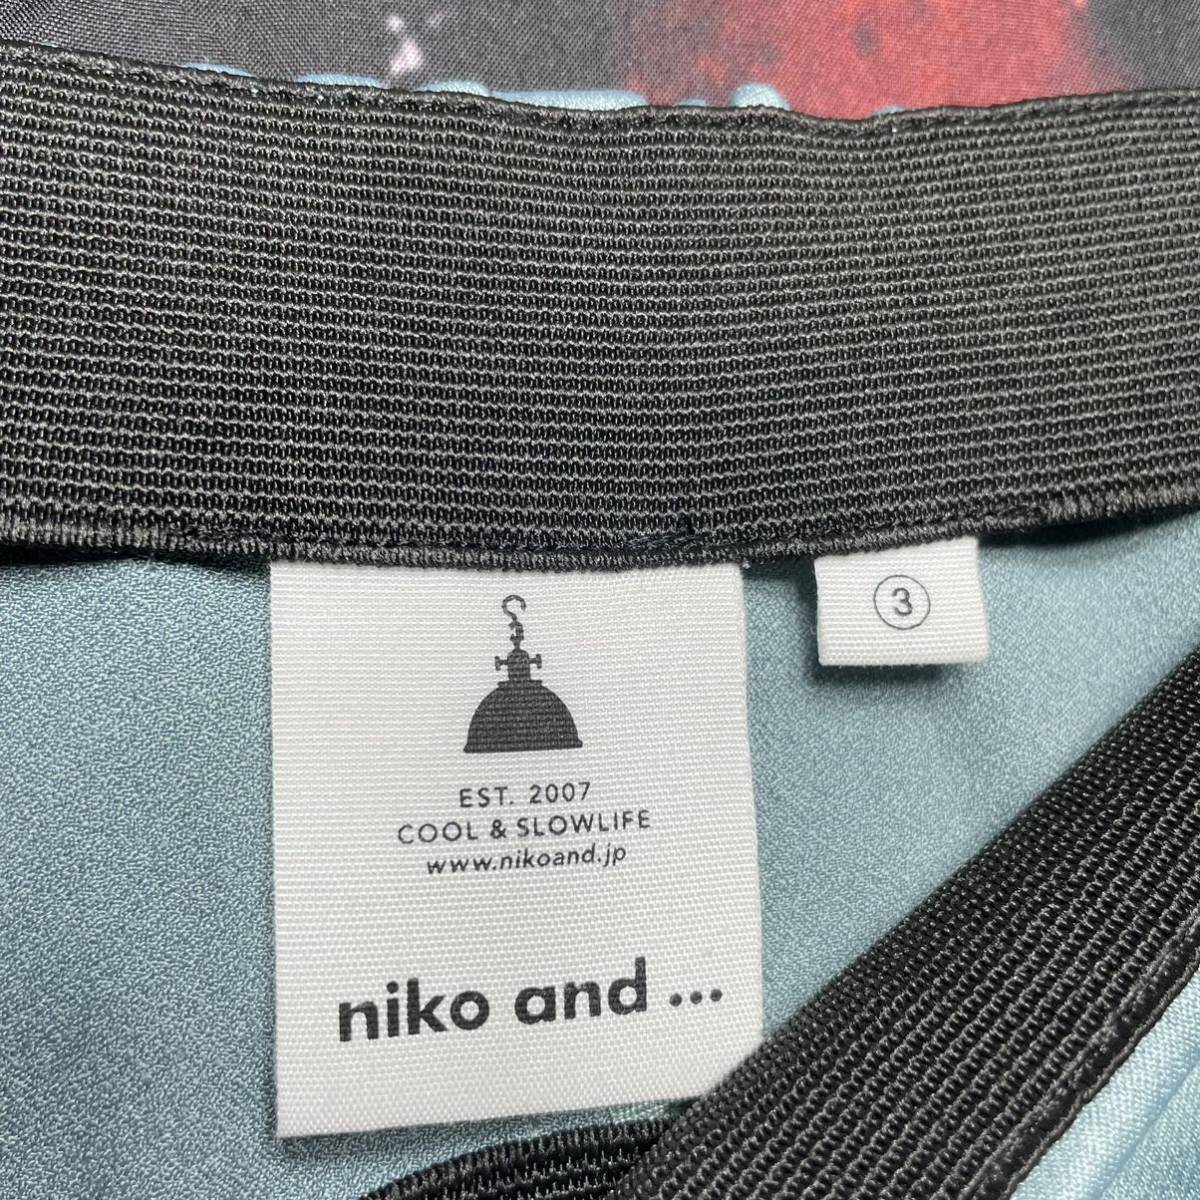 ③
EST. 2007
COOL & SLOWLIFE
www.nikoand.jp
niko and ...